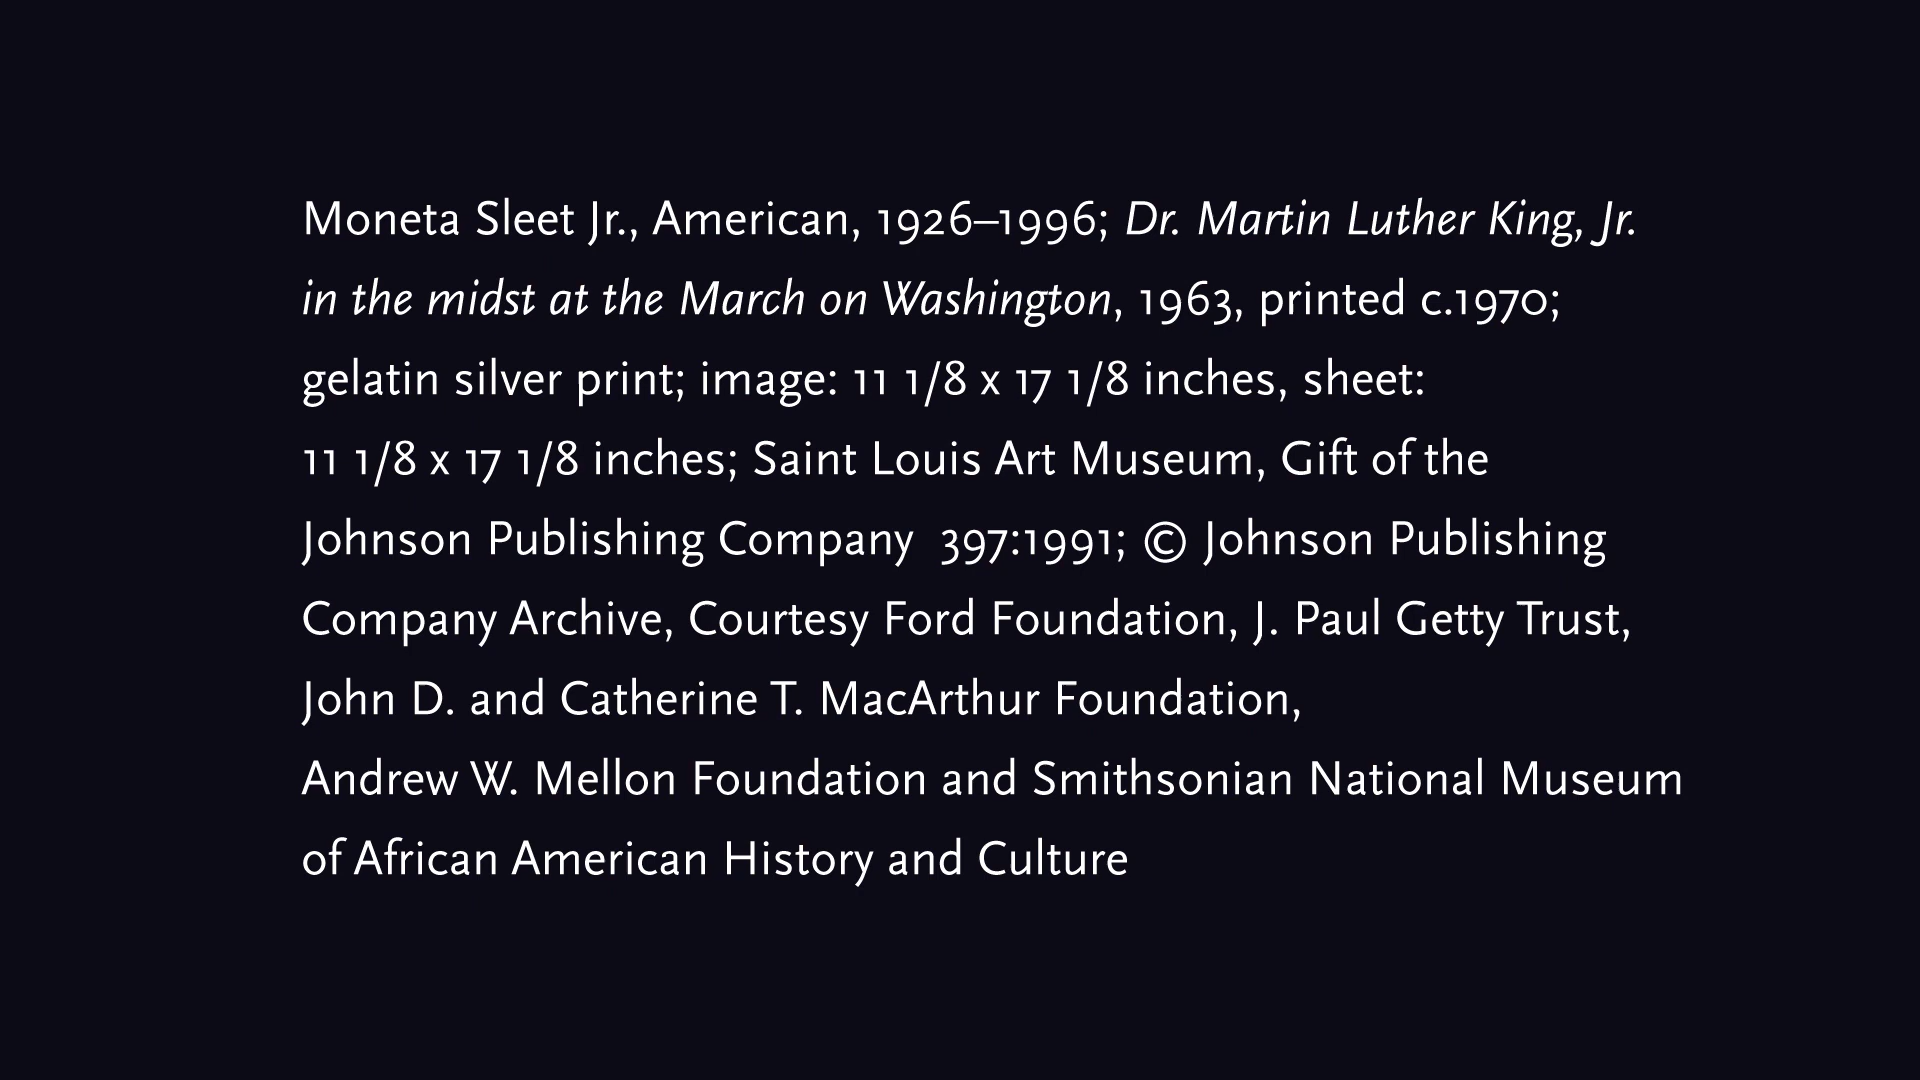 Moneta Sleet Jr., American, 1926–1996; Dr. Martin Luther King, Jr.
in the midst at the March on Washington, 1963, printed c.1970;
gelatin silver print; image: 11 1/8 x 17 1/8 inches, sheet:
11 1/8 x 17 1/8 inches; Saint Louis Art Museum, Gift of the
Johnson Publishing Company  397:1991; © Johnson Publishing
Company Archive, Courtesy Ford Foundation, J. Paul Getty Trust,
John D. and Catherine T. MacArthur Foundation,
Andrew W. Mellon Foundation and Smithsonian National Museum
of African American History and Culture